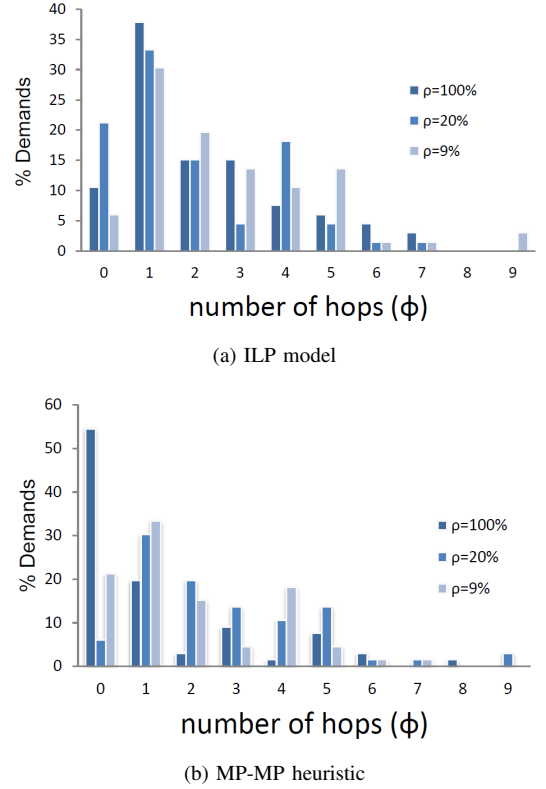 40
35
30
25
20
15
10
5
0
% Demands
ρ=100%
ρ=20%
ρ=9%
0 1 2 3 4 5 6 7 8 9
number of hops (ϕ)
(a) ILP model
60
50
40
30
20
10
0
% Demands
ρ=100%
ρ=20%
ρ=9%
0 1 2 3 4 5 6 7 8 9
number of hops (ϕ)
(b) MP-MP heuristic